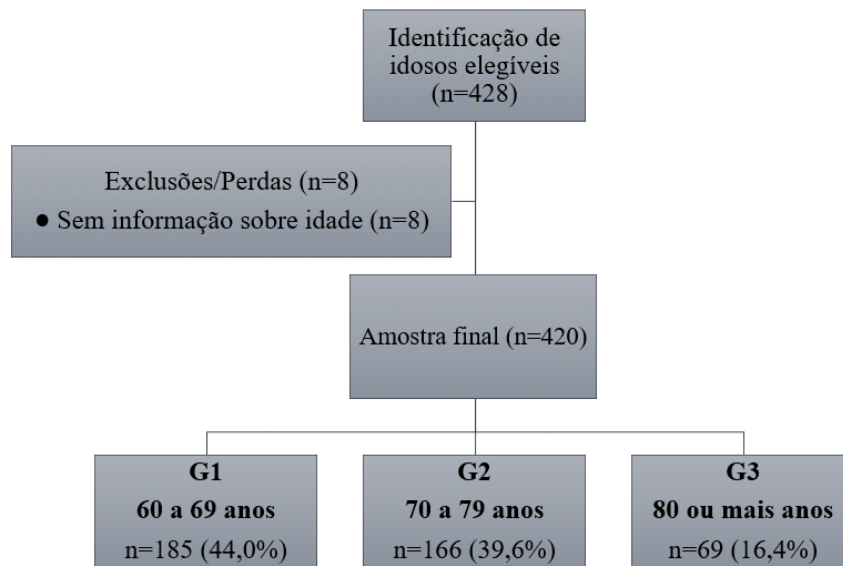 Identificação de
idosos elegíveis
(n=428)
Exclusões/Perdas (n=8)
● Sem informação sobre idade (n=8)
Amostra final (n=420)
G1
60 a 69 anos
n=185 (44,0%)
G2
70 a 79 anos
n=166 (39,6%)
G3
80 ou mais anos
n=69 (16,4%)